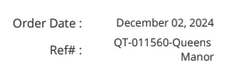 Order Date : December 02, 2024
Ref# : QT-011560-Queens
Manor